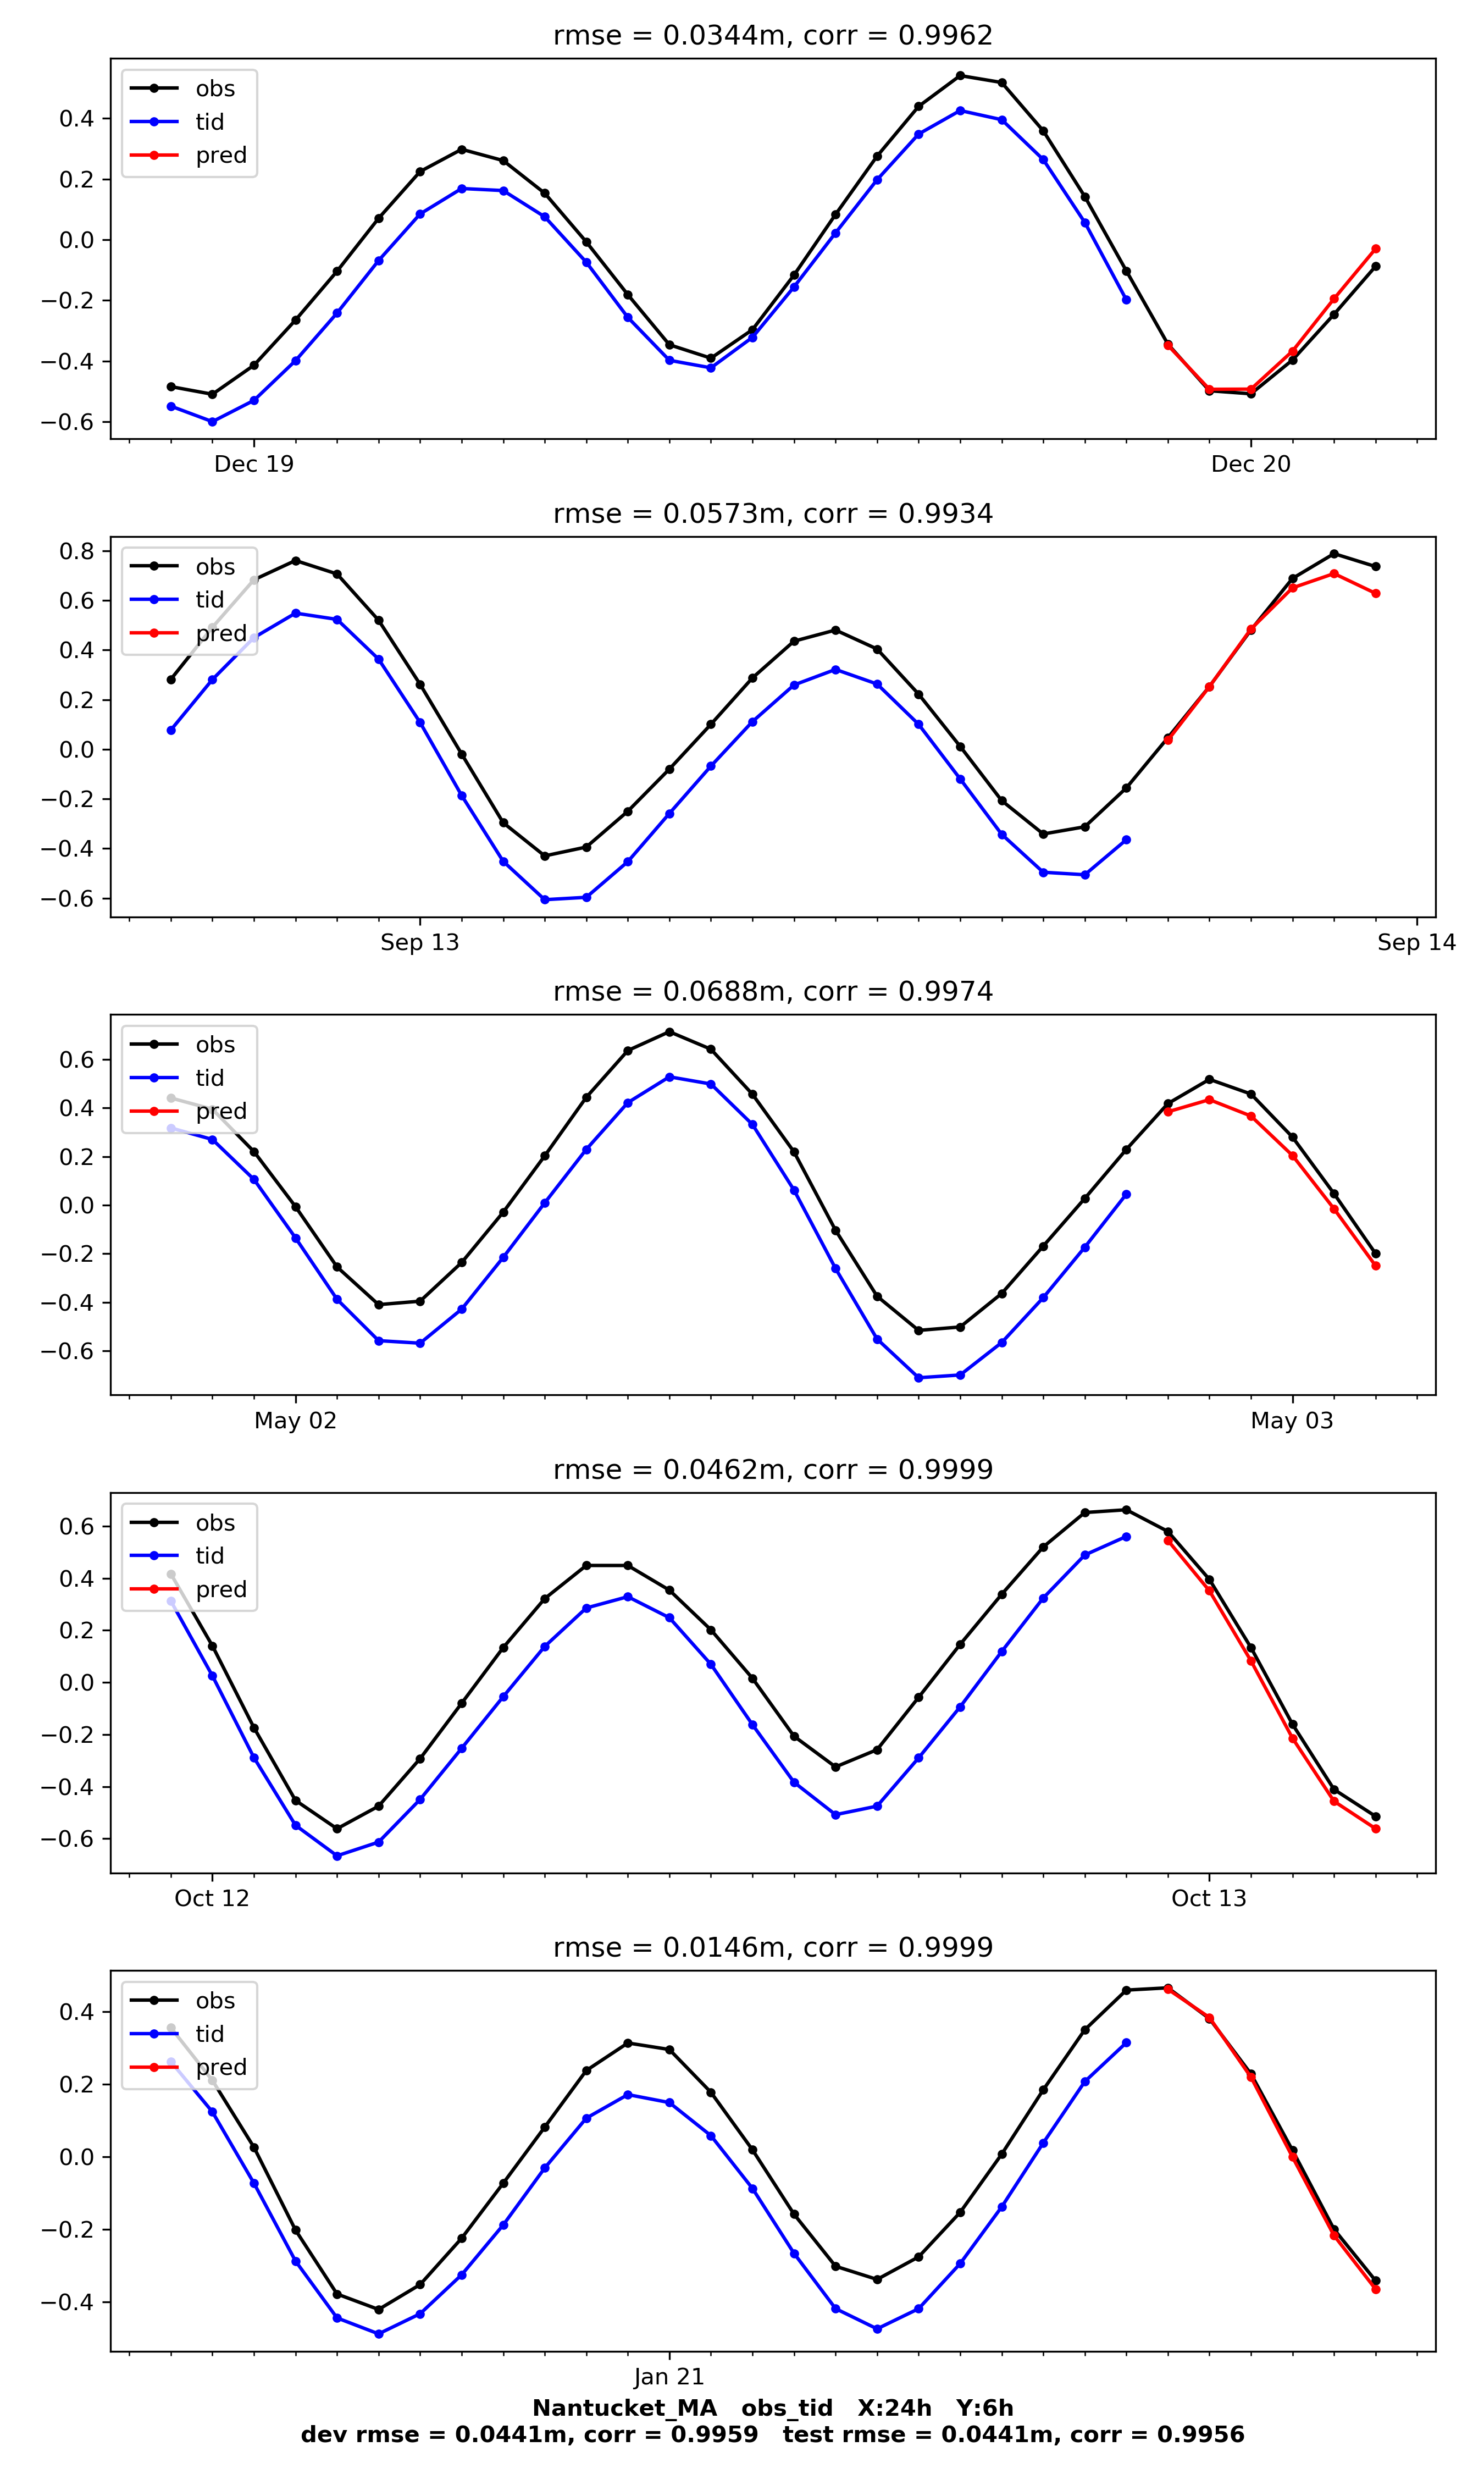 rmse = 0.0344m, corr = 0.9962
obs
tid
pred
0.4
0.2
0.0
−0.2
−0.4
−0.6
Dec 19 Dec 20
rmse = 0.0573m, corr = 0.9934
obs
tid
pred
0.8
0.6
0.4
0.2
0.0
−0.2
−0.4
−0.6
Sep 13 Sep 14
rmse = 0.0688m, corr = 0.9974
obs
tid
pred
0.6
0.4
0.2
0.0
−0.2
−0.4
−0.6
May 02 May 03
rmse = 0.0462m, corr = 0.9999
obs
tid
pred
0.6
0.4
0.2
0.0
−0.2
−0.4
−0.6
Oct 12 Oct 13
rmse = 0.0146m, corr = 0.9999
obs
tid
pred
0.4
0.2
0.0
−0.2
−0.4
Jan 21
Nantucket_MA obs_tid X:24h Y:6h
dev rmse = 0.0441m, corr = 0.9959 test rmse = 0.0441m, corr = 0.9956